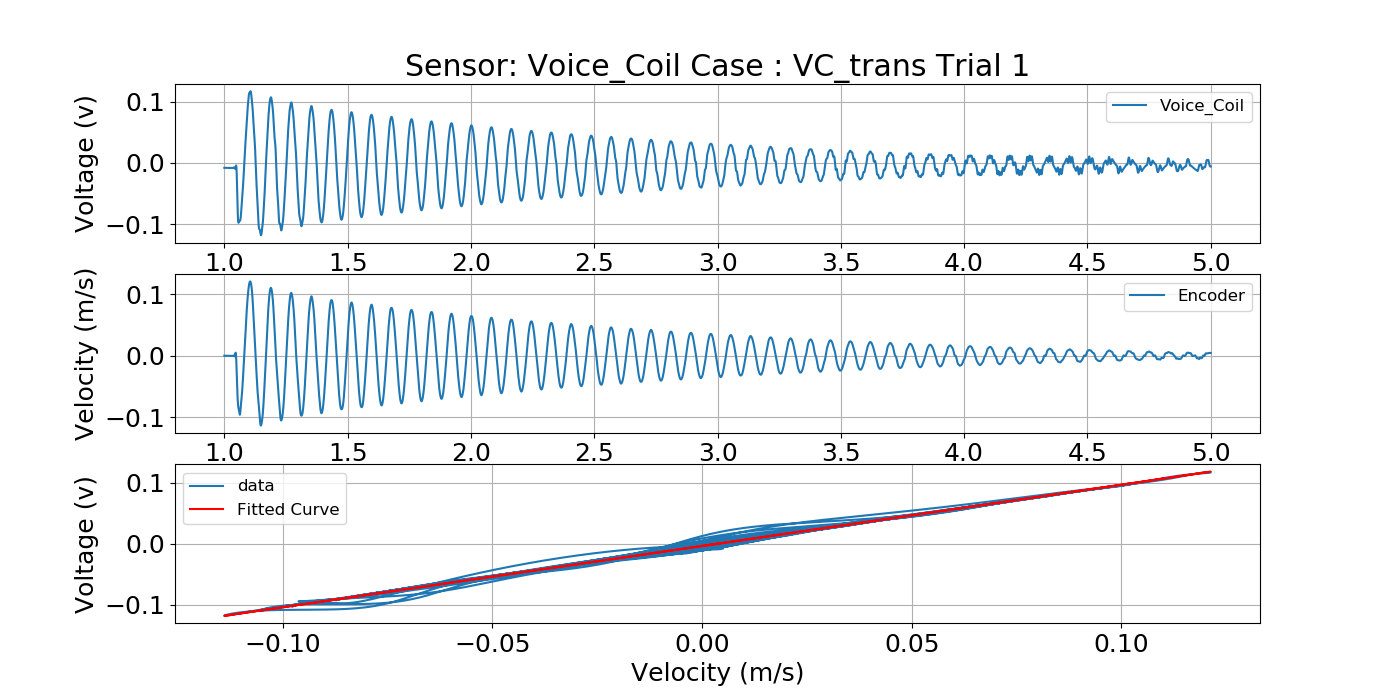 Sensor: Voice_Coil Case : VC_trans Trial 1
Voltage (v)
0.1
0.0
−0.1
Voice_Coil
1.0 1.5 2.0 2.5 3.0 3.5 4.0 4.5 5.0
Velocity (m/s)
0.1
0.0
−0.1
Encoder
1.0 1.5 2.0 2.5 3.0 3.5 4.0 4.5 5.0
Voltage (v)
0.1
0.0
−0.1
data
Fitted Curve
−0.10 −0.05 0.00 0.05 0.10
Velocity (m/s)